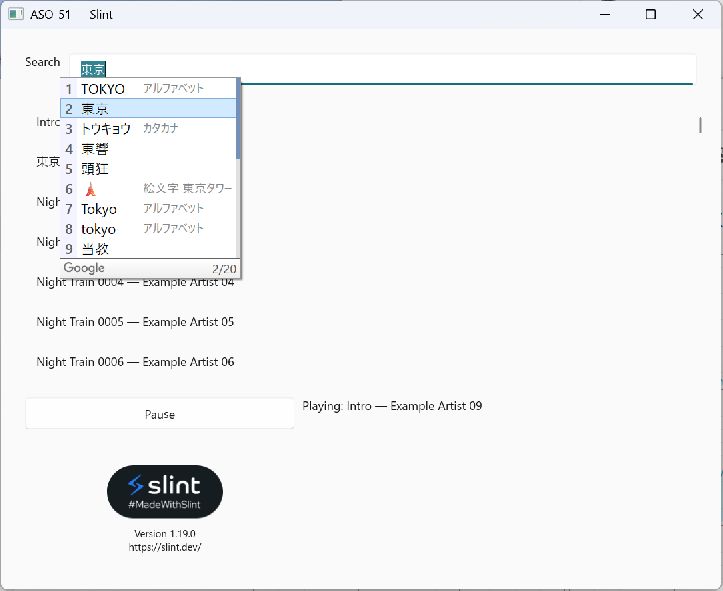 ASO 51 Slint
Search
東京
1 TOKYO アルファベット
2 東京
3 トウキョウ カタカナ
4 東響
5 頭狂
6 🗼 絵文字 東京タワー
7 Tokyo アルファベット
8 tokyo アルファベット
9 当教
Google 2/20
Intro
東京
Night
Night
Night Train 0004 — Example Artist 04
Night Train 0005 — Example Artist 05
Night Train 0006 — Example Artist 06
Pause
Playing: Intro — Example Artist 09
slint
#MadeWithSlint
Version 1.19.0
https://slint.dev/